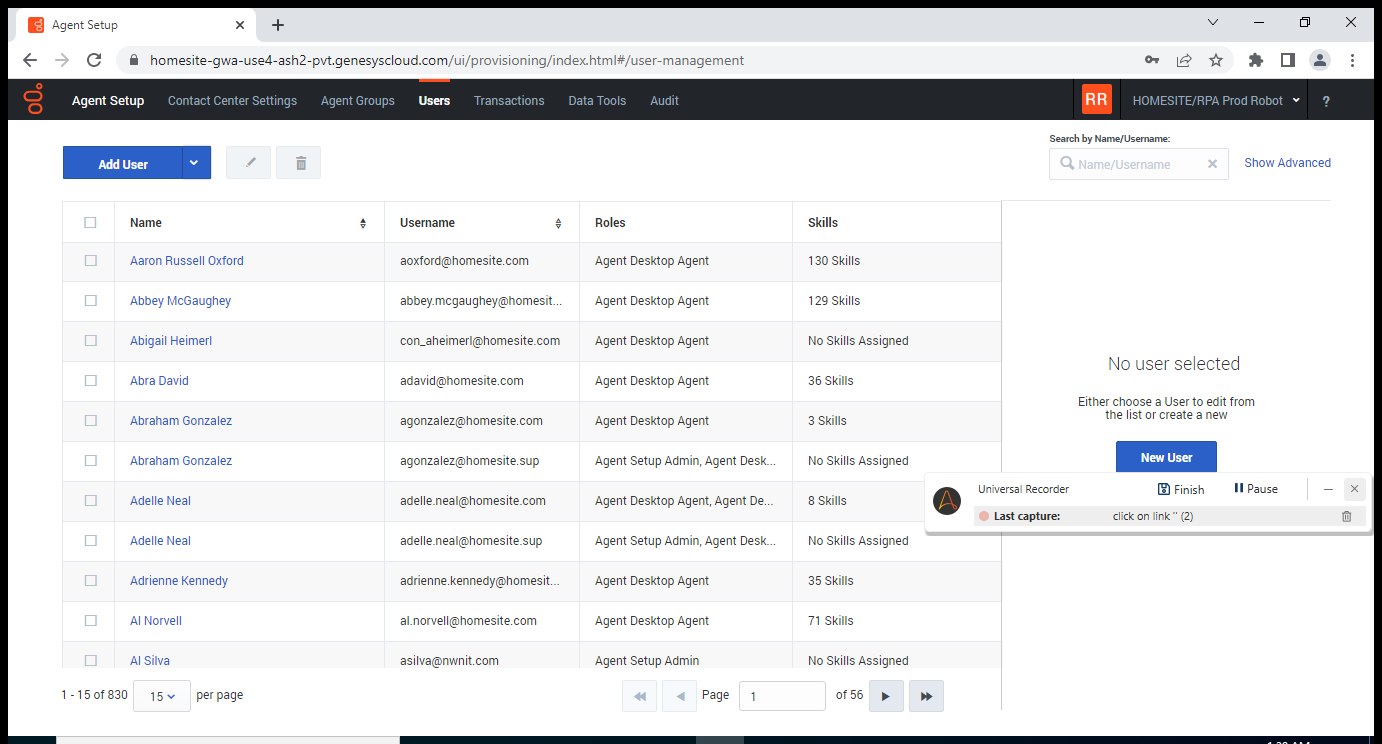 Agent Setup
homesite-gwa-use4-ash2-pvt.genesyscloud.com/ui/provisioning/index.html#/user-management
Agent Setup Contact Center Settings Agent Groups Users Transactions Data Tools Audit RR HOMESITE/RPA Prod Robot ?
Search by Name/Username:
Add User Name/Username Show Advanced
Name Username Roles Skills
Aaron Russell Oxford aoxford@homesite.com Agent Desktop Agent 130 Skills
Abbey McGaughey abbey.mcgaughey@homesit... Agent Desktop Agent 129 Skills
Abigail Heimerl con_aheimerl@homesite.com Agent Desktop Agent No Skills Assigned
Abra David adavid@homesite.com Agent Desktop Agent 36 Skills
Abraham Gonzalez agonzalez@homesite.com Agent Desktop Agent 3 Skills
Abraham Gonzalez agonzalez@homesite.sup Agent Setup Admin, Agent Desk... No Skills Assigned
Adelle Neal adelle.neal@homesite.com Agent Desktop Agent, Agent De... 8 Skills
Adelle Neal adelle.neal@homesite.sup Agent Setup Admin, Agent Desk... No Skills Assigned
Adrienne Kennedy adrienne.kennedy@homesit... Agent Desktop Agent 35 Skills
Al Norvell al.norvell@homesite.com Agent Desktop Agent 71 Skills
Al Silva asilva@nwnit.com Agent Setup Admin No Skills Assigned
No user selected
Either choose a User to edit from
the list or create a new
New User
Universal Recorder Finish Pause
Last capture: click on link '' (2)
1 - 15 of 830 15 per page Page 1 of 56